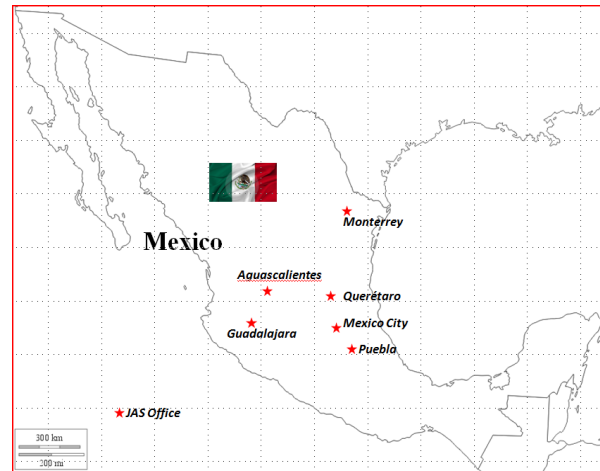 Monterrey
Mexico
Aguascalientes
Querétaro
Guadalajara
Mexico City
Puebla
JAS Office
300 km
200 mi